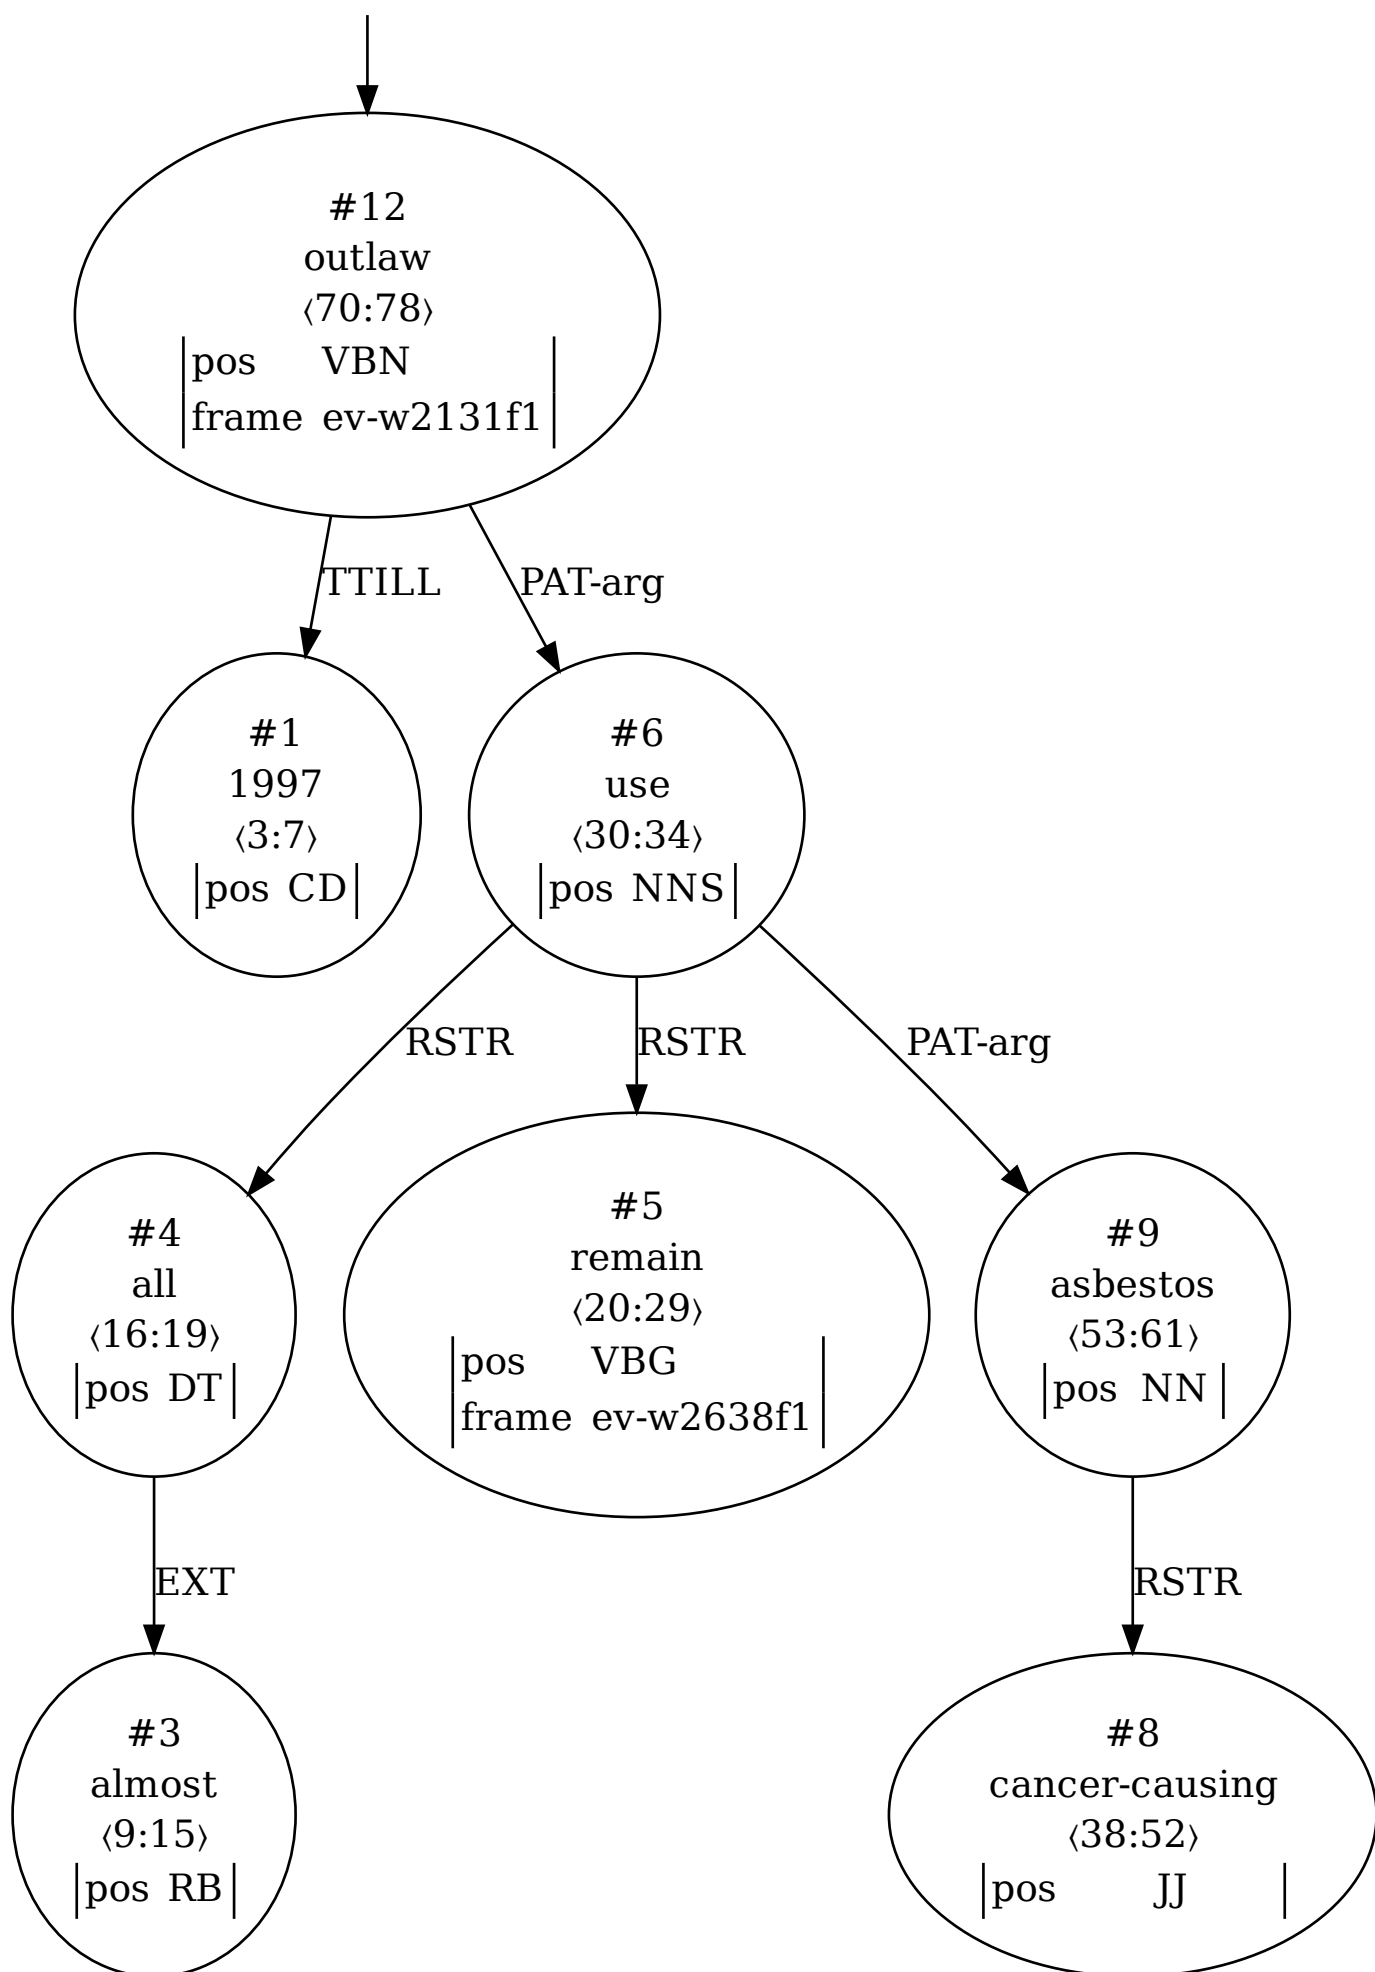 #12
outlaw
⟨70:78⟩
pos VBN
frame ev-w2131f1
TTILL
PAT-arg
#1
1997
⟨3:7⟩
pos CD
#6
use
⟨30:34⟩
pos NNS
RSTR
RSTR
PAT-arg
#4
all
⟨16:19⟩
pos DT
#5
remain
⟨20:29⟩
pos VBG
frame ev-w2638f1
#9
asbestos
⟨53:61⟩
pos NN
EXT
RSTR
#3
almost
⟨9:15⟩
pos RB
#8
cancer-causing
⟨38:52⟩
pos JJ